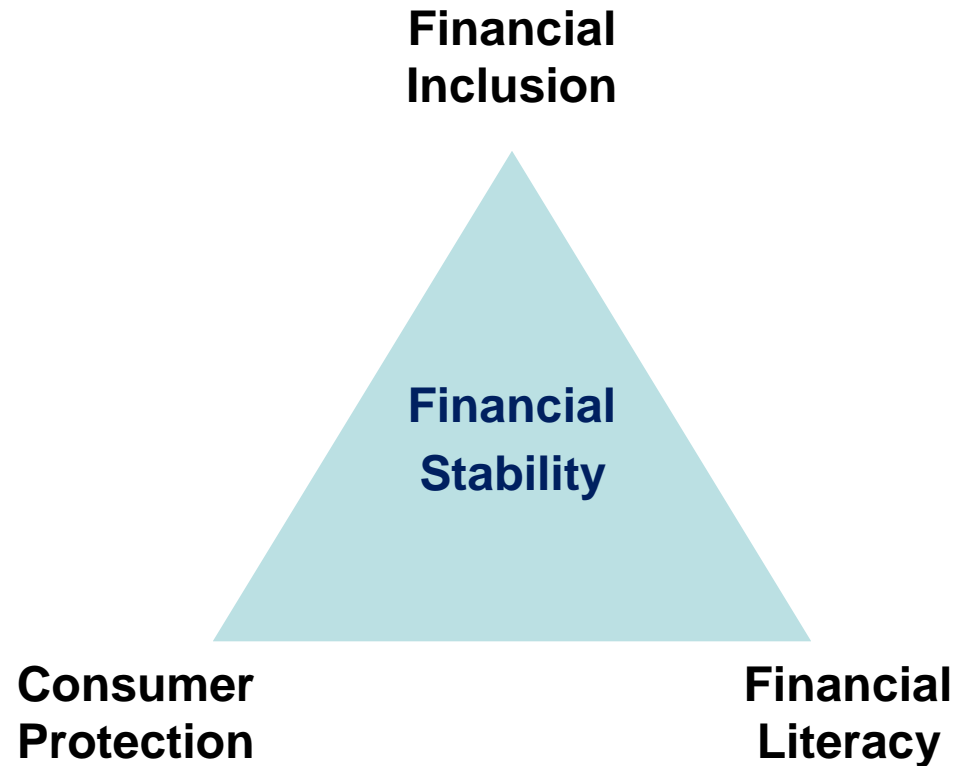 Financial
Inclusion
Financial
Stability
Consumer
Protection
Financial
Literacy